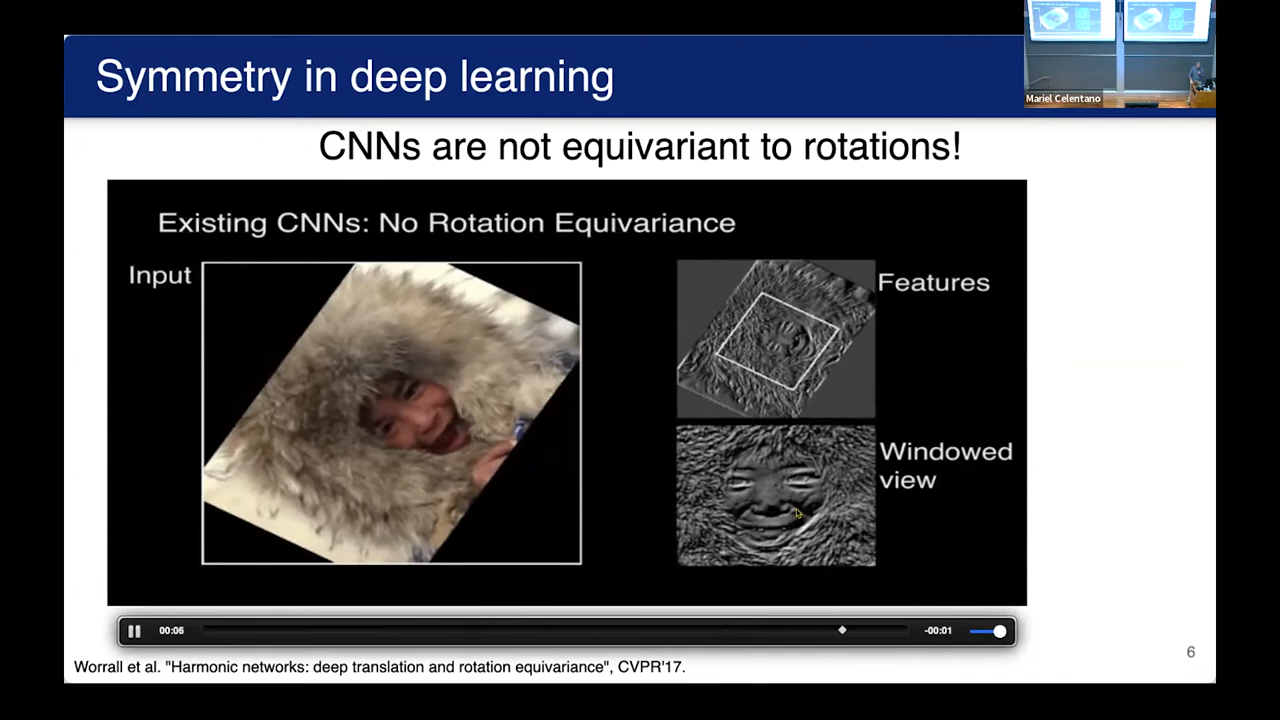 Symmetry in deep learning
Mariel Celentano
CNNs are not equivariant to rotations!
Existing CNNs: No Rotation Equivariance
Input
Features
Windowed
view
00:06
-00:01
6
Worrall et al. "Harmonic networks: deep translation and rotation equivariance", CVPR'17.